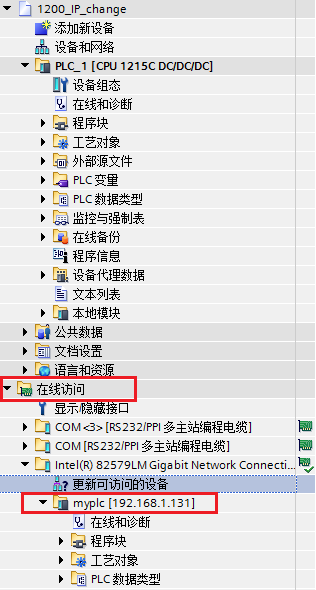 1200_IP_change
添加新设备
设备和网络
PLC_1 [CPU 1215C DC/DC/DC]
设备组态
在线和诊断
程序块
工艺对象
外部源文件
PLC 变量
PLC 数据类型
监控与强制表
在线备份
程序信息
设备代理数据
文本列表
本地模块
公共数据
文档设置
语言和资源
在线访问
显示/隐藏接口
COM <3> [RS232/PPI 多主站编程电缆]
COM [RS232/PPI 多主站编程电缆]
Intel(R) 82579LM Gigabit Network Connecti...
更新可访问的设备
myplc [192.168.1.131]
在线和诊断
程序块
工艺对象
PLC 数据类型